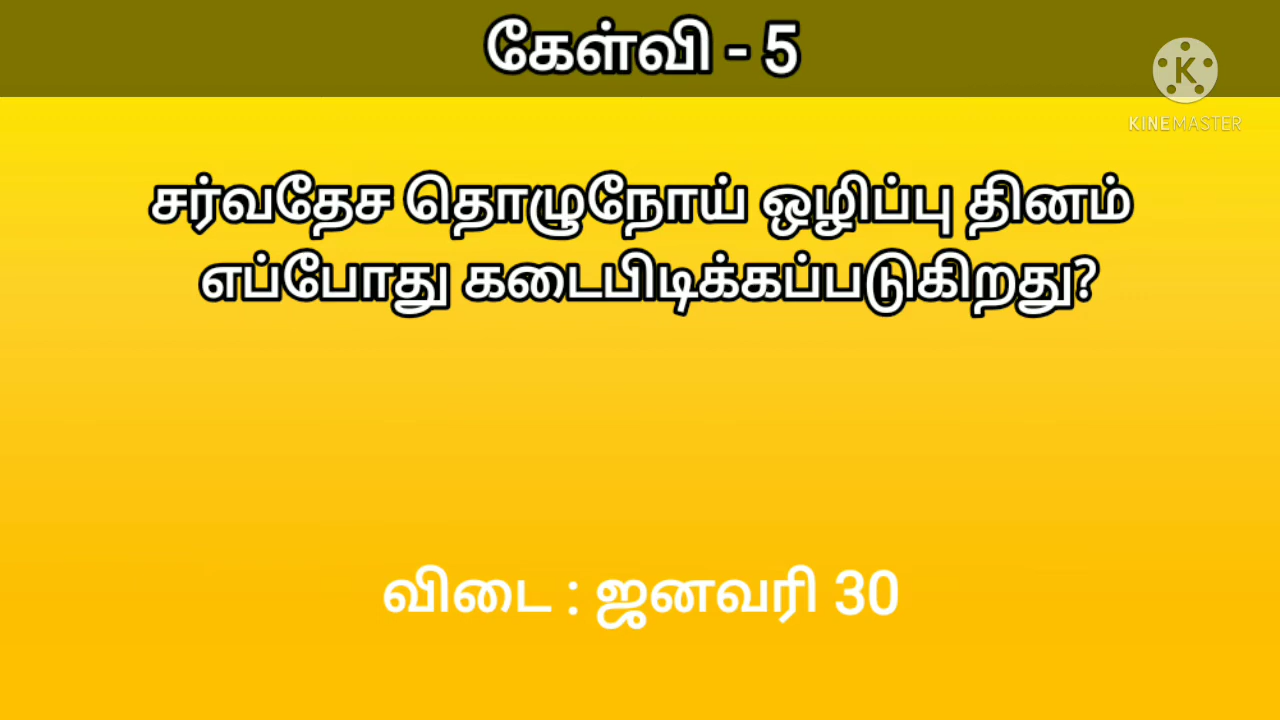 கேள்வி - 5
KINEMASTER
சர்வதேச தொழுநோய் ஒழிப்பு தினம்
எப்போது கடைபிடிக்கப்படுகிறது?
விடை : ஜனவரி 30